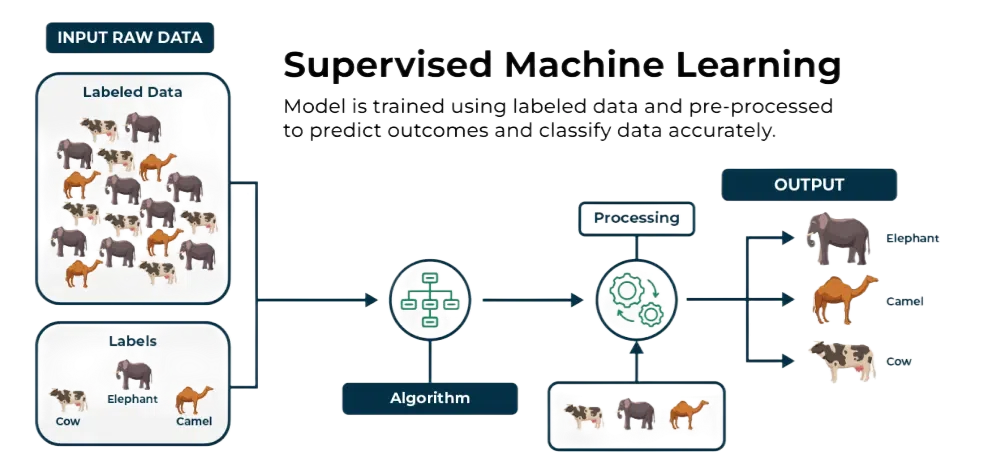 INPUT RAW DATA
Labeled Data
Supervised Machine Learning
Model is trained using labeled data and pre-processed
to predict outcomes and classify data accurately.
Labels
Elephant
Cow
Camel
Algorithm
Processing
OUTPUT
Elephant
Camel
Cow